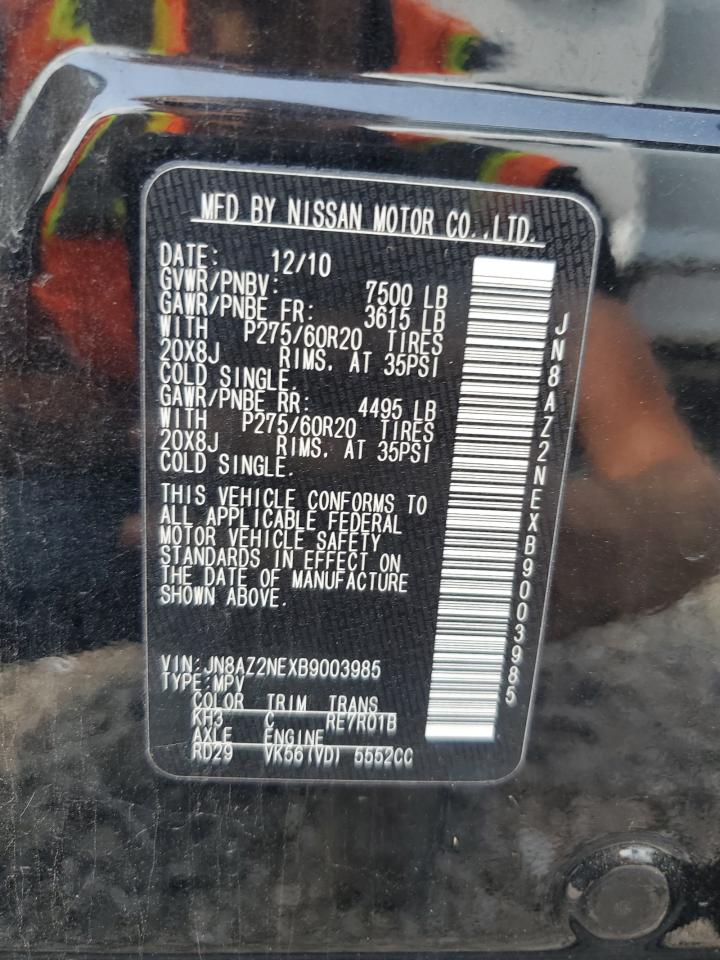 MFD BY NISSAN MOTOR CO.,LTD.
DATE: 12/10
GVWR/PNBV: 7500 LB
GAWR/PNBE FR: 3615 LB
WITH P275/60R20 TIRES
20X8J RIMS, AT 35PSI
COLD SINGLE.
GAWR/PNBE RR: 4495 LB
WITH P275/60R20 TIRES
20X8J RIMS, AT 35PSI
COLD SINGLE.
THIS VEHICLE CONFORMS TO
ALL APPLICABLE FEDERAL
MOTOR VEHICLE SAFETY
STANDARDS IN EFFECT ON
THE DATE OF MANUFACTURE
SHOWN ABOVE.
VIN:JN8AZ2NEXB9003985
TYPE:MPV
COLOR TRIM TRANS
KH3 C RE7R01B
AXLE ENGINE
RD29 VK56(VD) 5552CC
JN8AZ2NEXB9003985